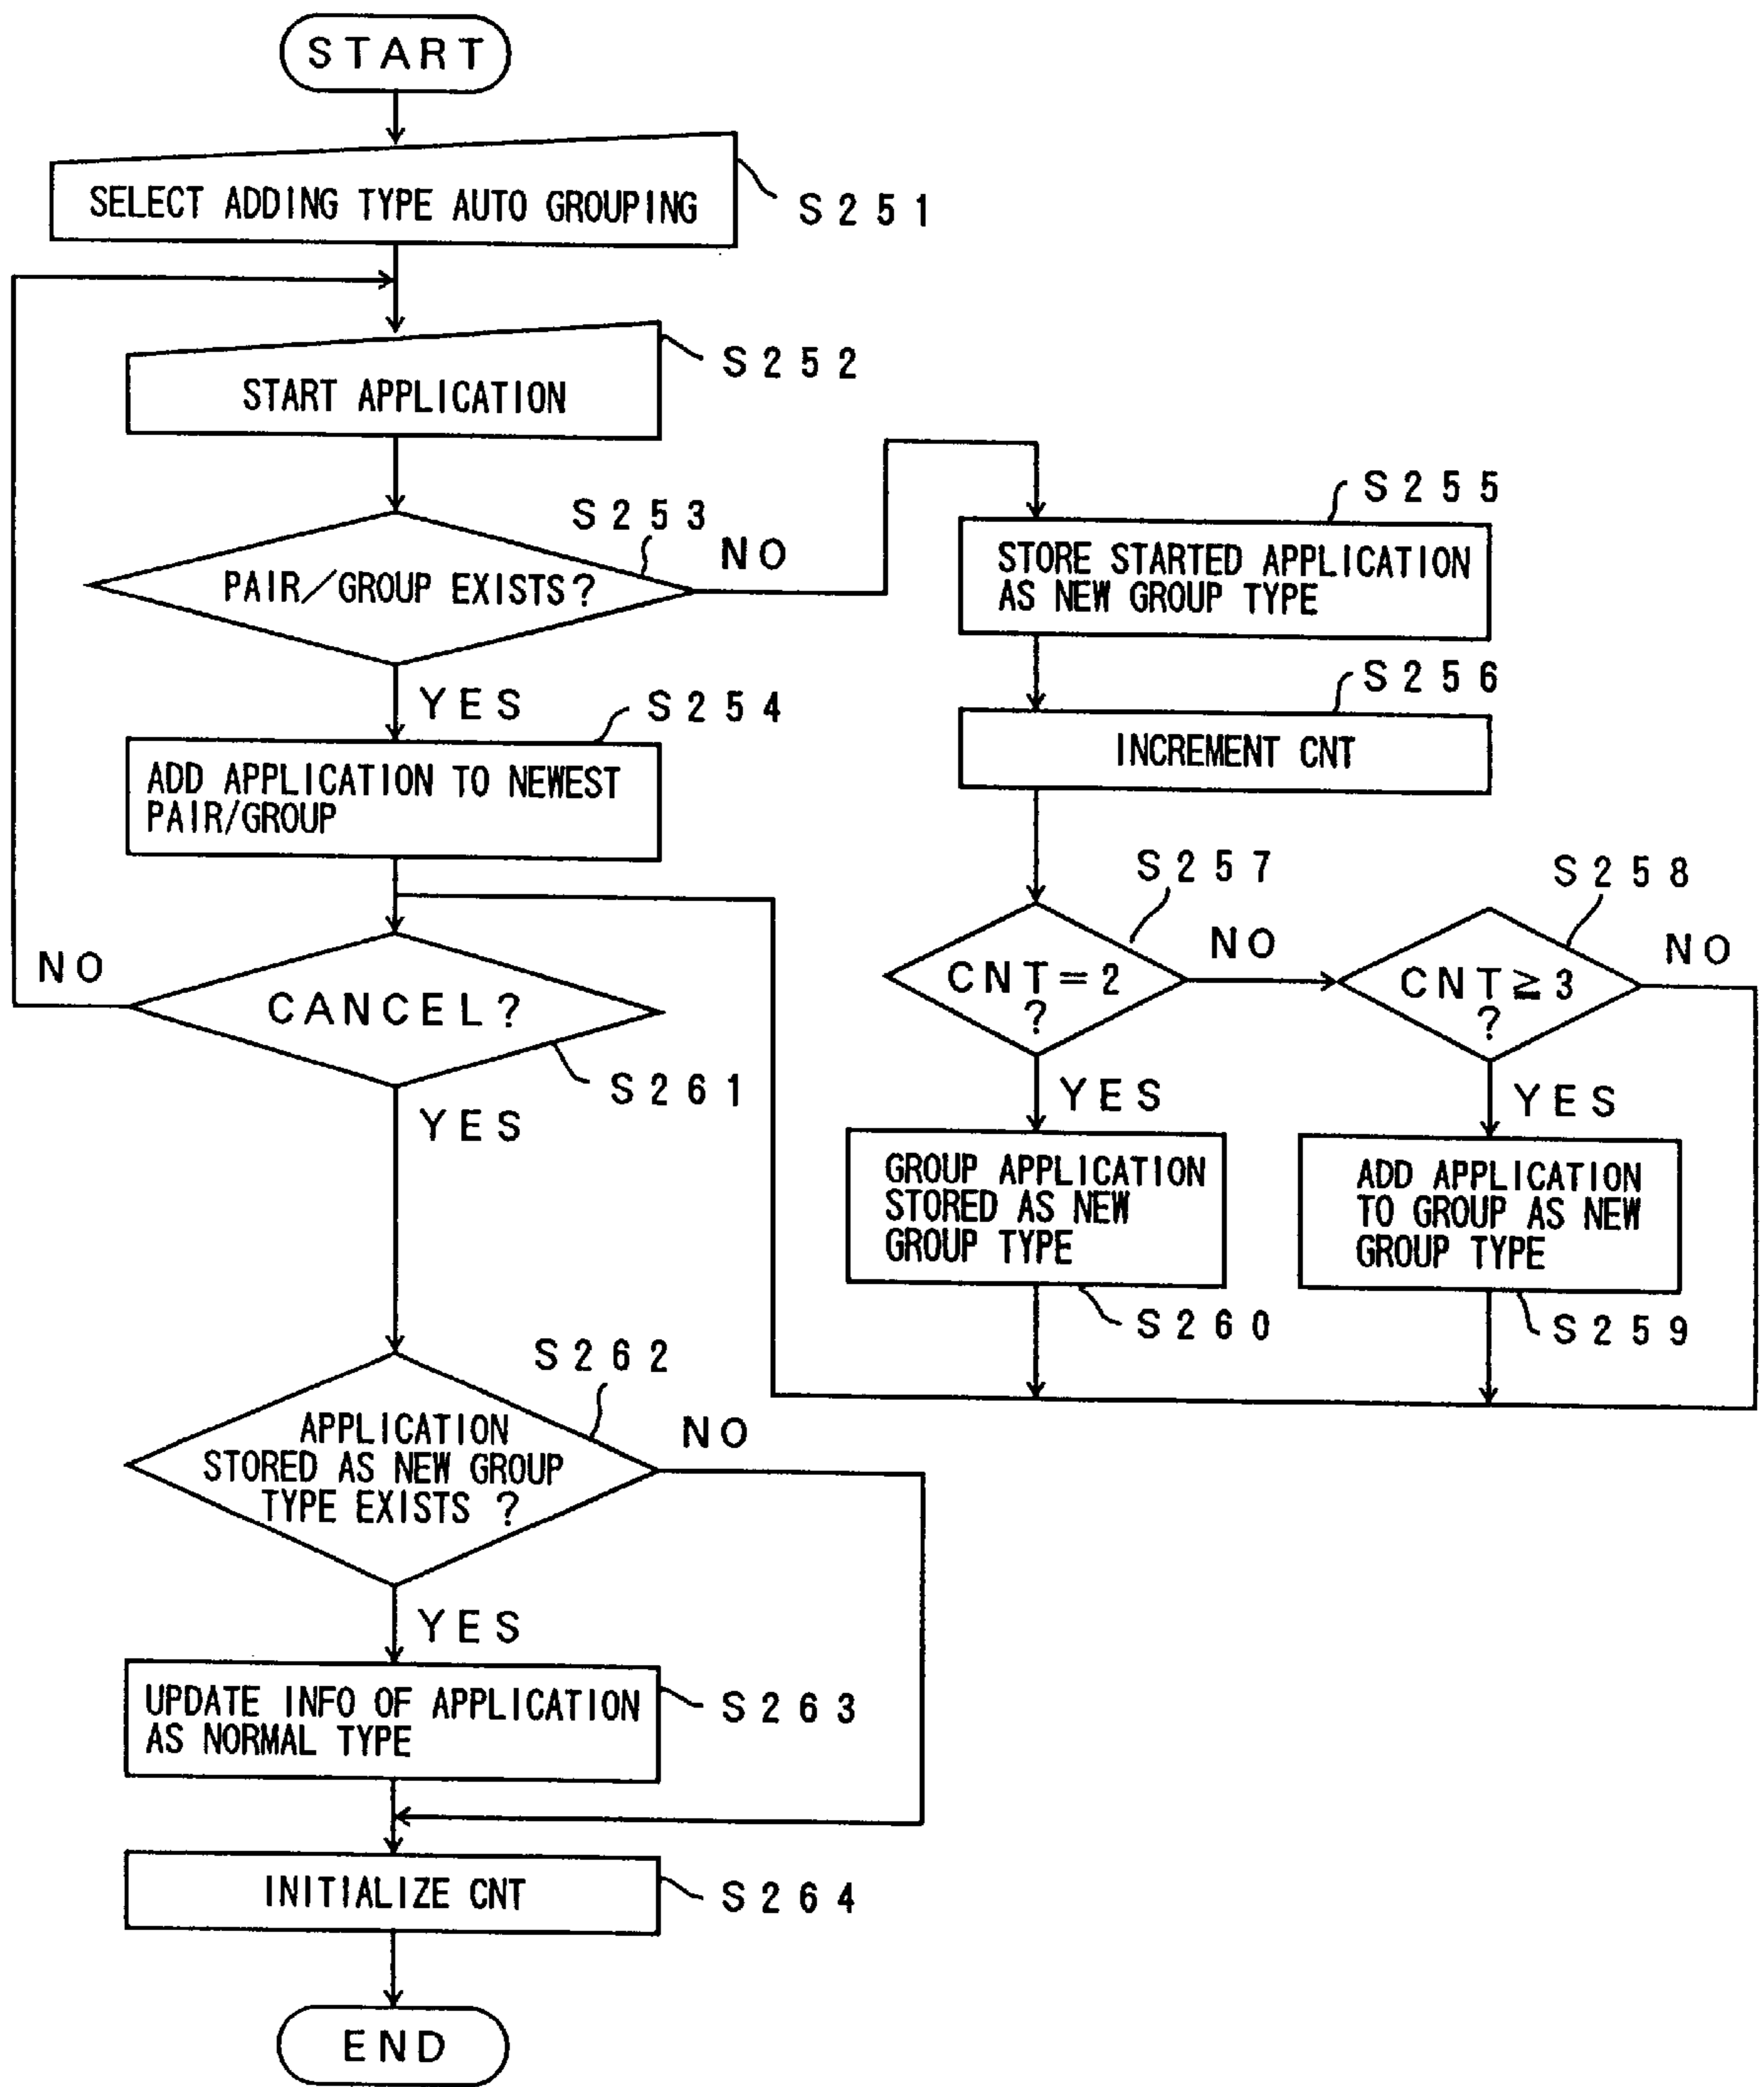 START
SELECT ADDING TYPE AUTO GROUPING
S251
START APPLICATION
S252
PAIR/GROUP EXISTS?
S253
NO
YES
ADD APPLICATION TO NEWEST
PAIR/GROUP
S254
STORE STARTED APPLICATION
AS NEW GROUP TYPE
S255
INCREMENT CNT
S256
CNT=2
?
S257
NO
YES
CNT≧3
?
S258
NO
YES
GROUP APPLICATION
STORED AS NEW
GROUP TYPE
S260
ADD APPLICATION
TO GROUP AS NEW
GROUP TYPE
S259
CANCEL?
S261
NO
YES
APPLICATION
STORED AS NEW GROUP
TYPE EXISTS ?
S262
NO
YES
UPDATE INFO OF APPLICATION
AS NORMAL TYPE
S263
INITIALIZE CNT
S264
END